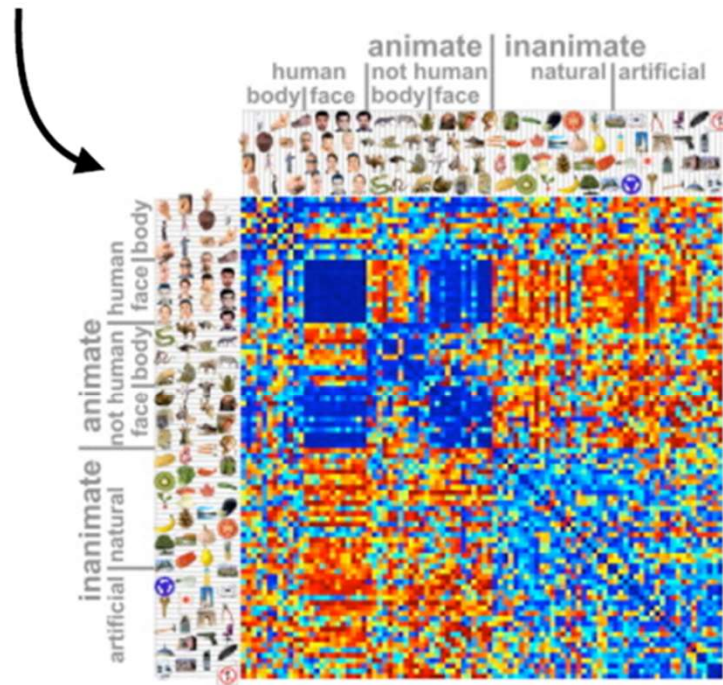 animate inanimate
human not human natural artificial
body face body face
animate
human
body
face
not human
body
face
inanimate
natural
artificial